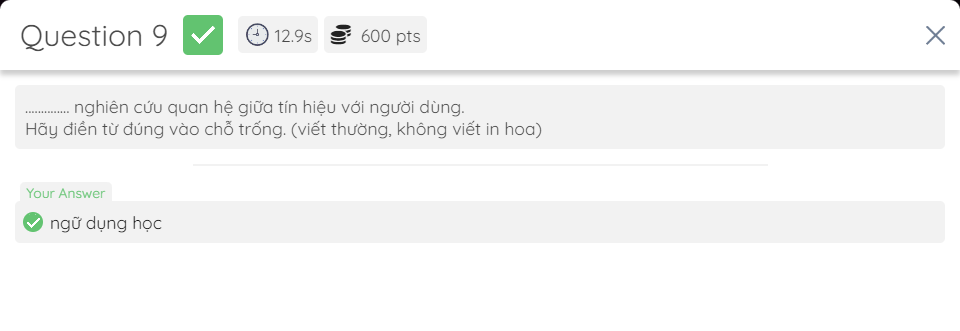 Question 9 12.9s 600 pts
.............. nghiên cứu quan hệ giữa tín hiệu với người dùng.
Hãy điền từ đúng vào chỗ trống. (viết thường, không viết in hoa)
Your Answer
ngữ dụng học